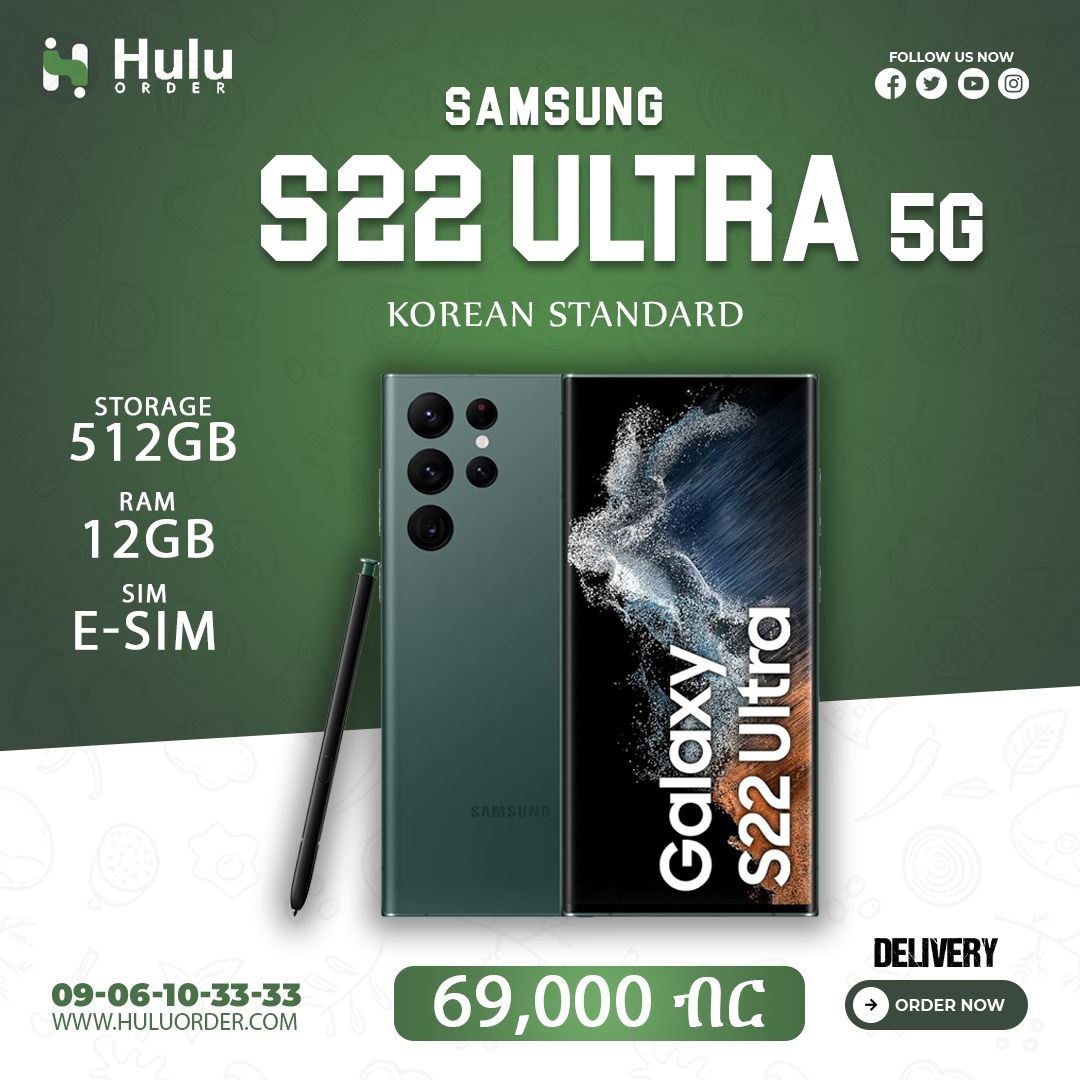 Hulu
ORDER
FOLLOW US NOW
SAMSUNG
S22 ULTRA 5G
KOREAN STANDARD
STORAGE
512GB
RAM
12GB
SIM
E-SIM
SAMSUNG
Galaxy
S22 Ultra
DELIVERY
ORDER NOW
09-06-10-33-33
WWW.HULUORDER.COM
69,000 ብር